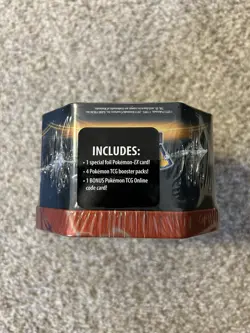 INCLUDES:
• 1 special foil Pokémon-EX card!
• 4 Pokémon TCG booster packs!
• 1 BONUS Pokémon TCG Online
code card!